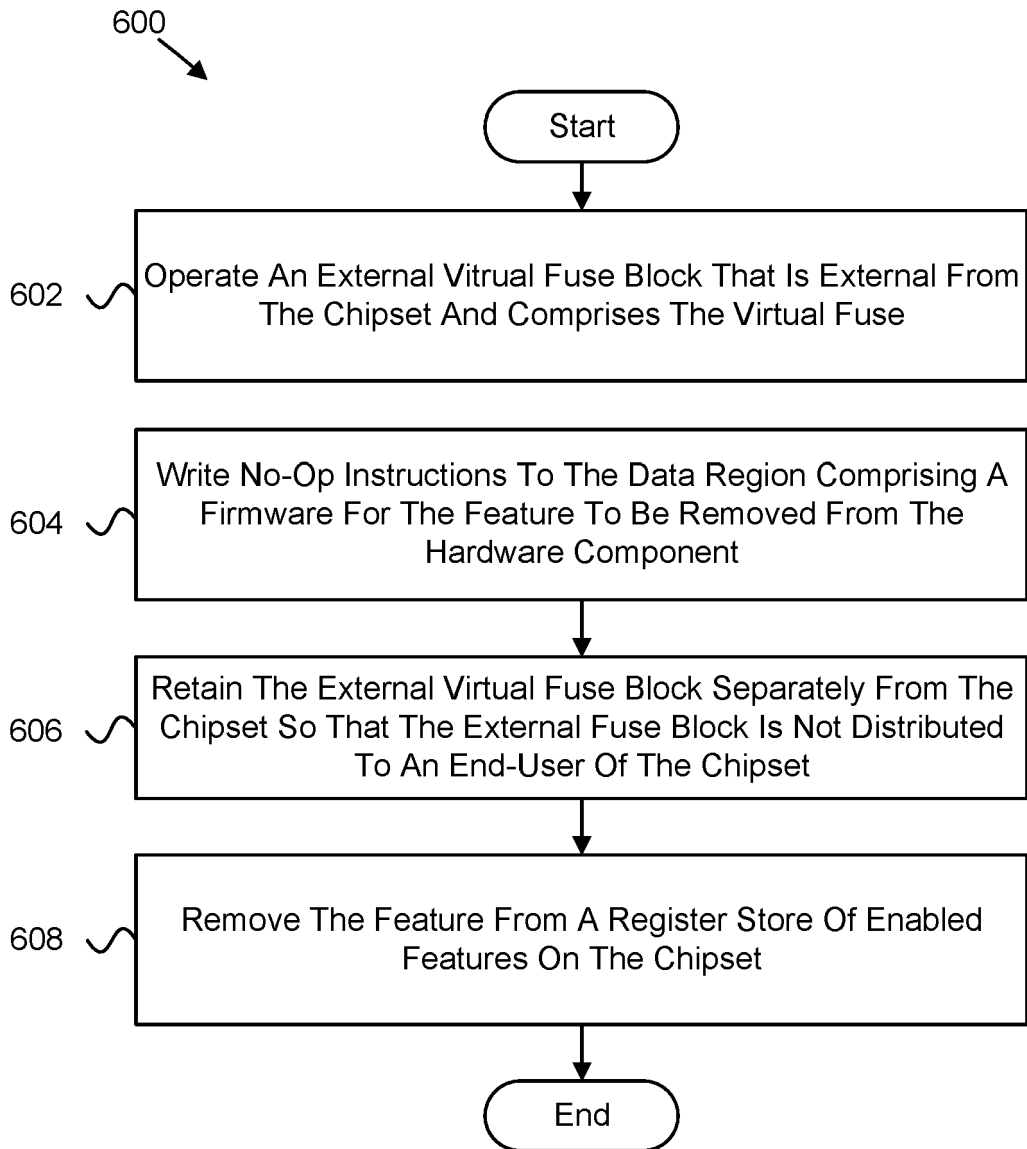 600
Start
602
Operate An External Vitrual Fuse Block That Is External From
The Chipset And Comprises The Virtual Fuse
604
Write No-Op Instructions To The Data Region Comprising A
Firmware For The Feature To Be Removed From The
Hardware Component
606
Retain The External Virtual Fuse Block Separately From The
Chipset So That The External Fuse Block Is Not Distributed
To An End-User Of The Chipset
608
Remove The Feature From A Register Store Of Enabled
Features On The Chipset
End